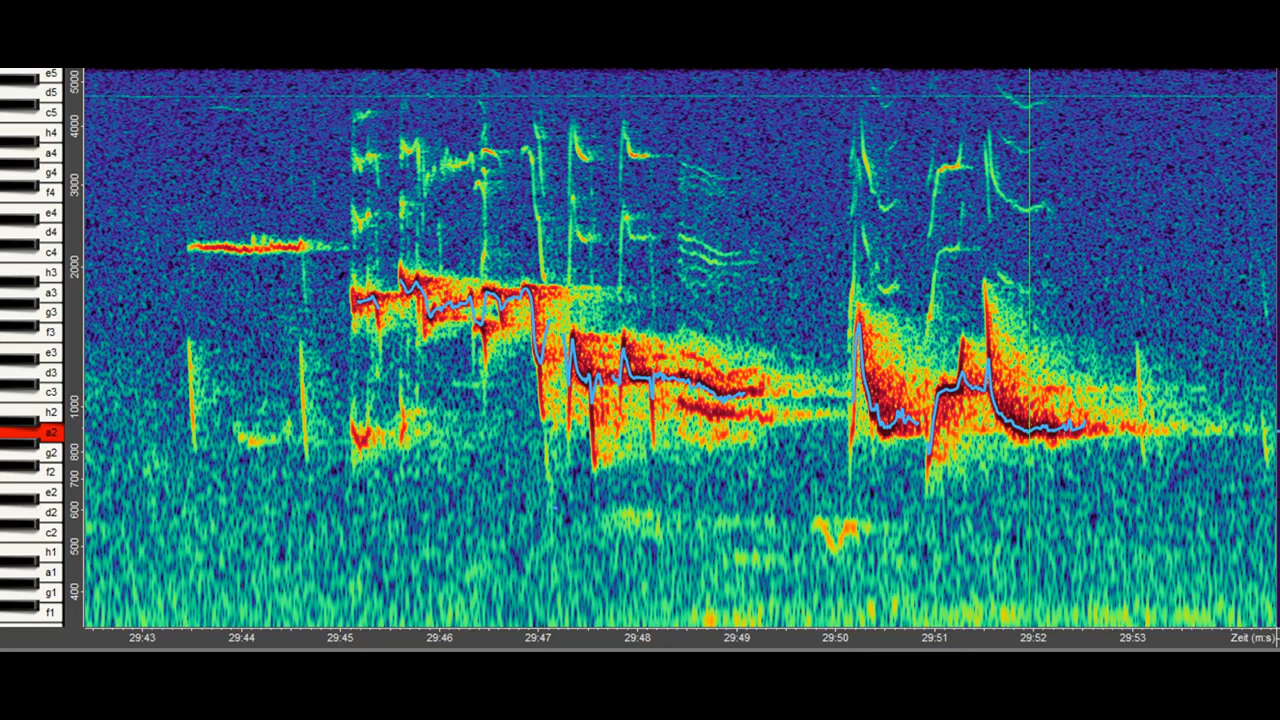 e5
d5
c5
h4
a4
g4
f4
e4
d4
c4
h3
a3
g3
f3
e3
d3
c3
h2
a2
g2
f2
e2
d2
c2
h1
a1
g1
f1
5000
4000
3000
2000
1000
800
700
600
500
400
29:43 29:44 29:45 29:46 29:47 29:48 29:49 29:50 29:51 29:52 29:53 Zeit (m:s)